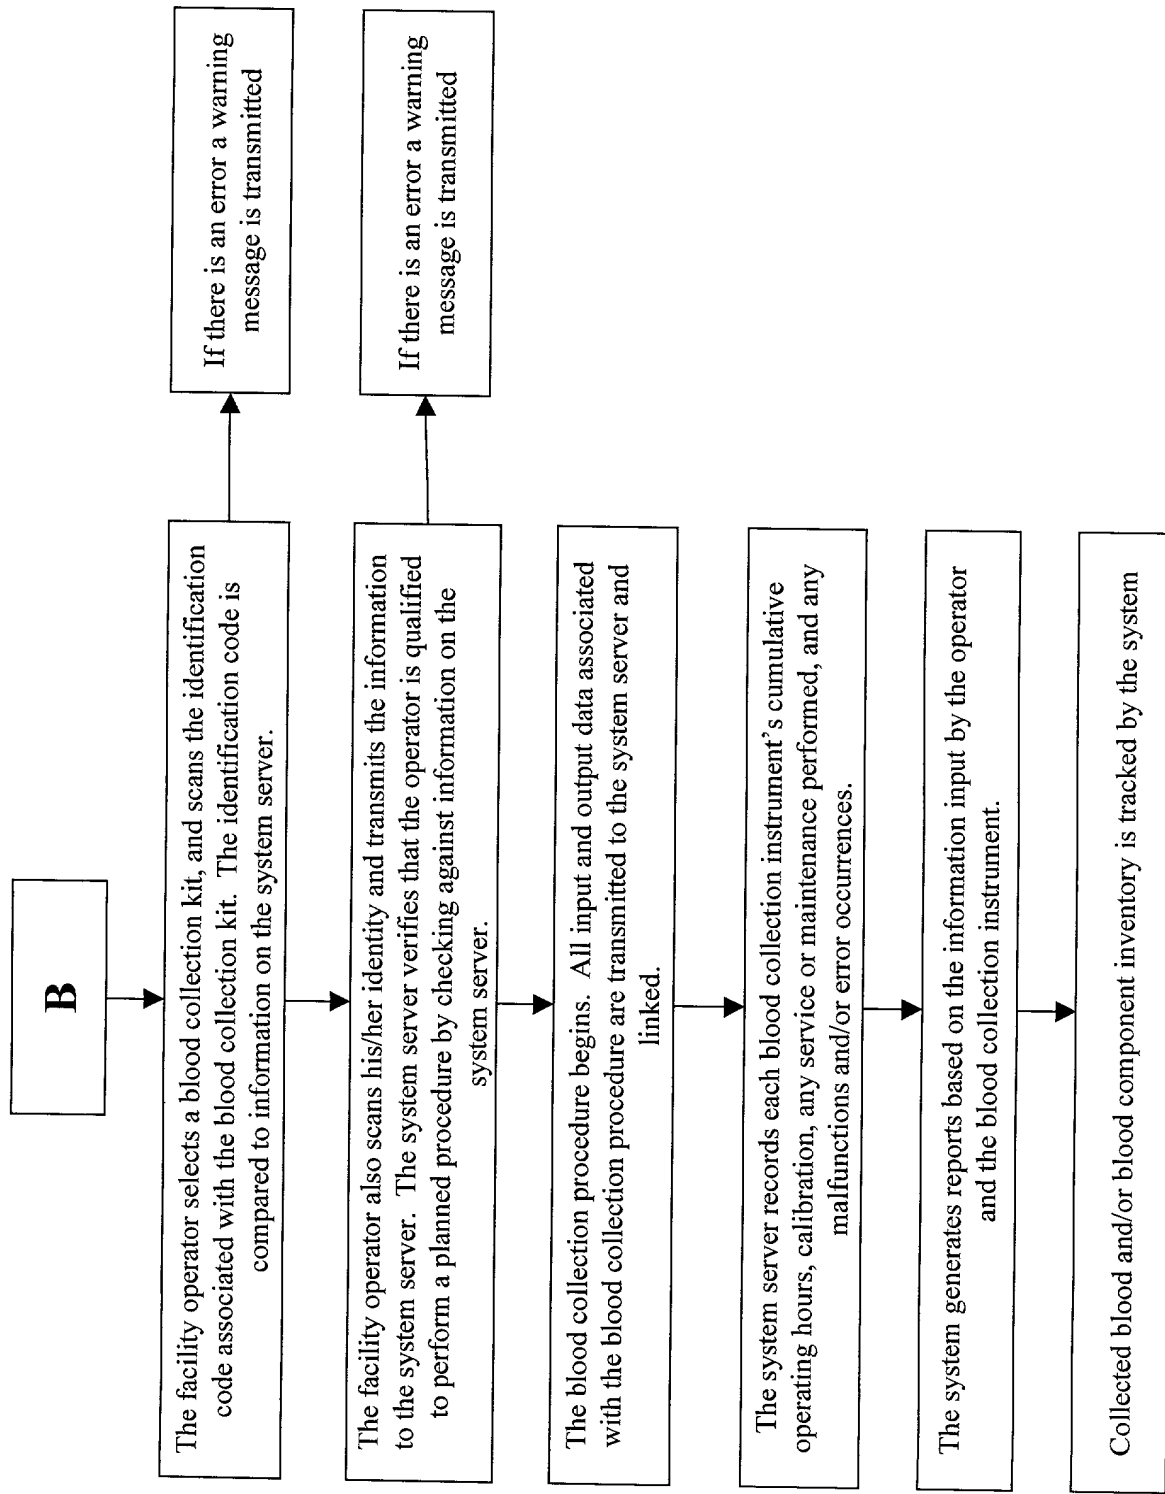 B
The facility operator selects a blood collection kit, and scans the identification
code associated with the blood collection kit. The identification code is
compared to information on the system server.
If there is an error a warning
message is transmitted
The facility operator also scans his/her identity and transmits the information
to the system server. The system server verifies that the operator is qualified
to perform a planned procedure by checking against information on the
system server.
If there is an error a warning
message is transmitted
The blood collection procedure begins. All input and output data associated
with the blood collection procedure are transmitted to the system server and
linked.
The system server records each blood collection instrument’s cumulative
operating hours, calibration, any service or maintenance performed, and any
malfunctions and/or error occurrences.
The system generates reports based on the information input by the operator
and the blood collection instrument.
Collected blood and/or blood component inventory is tracked by the system